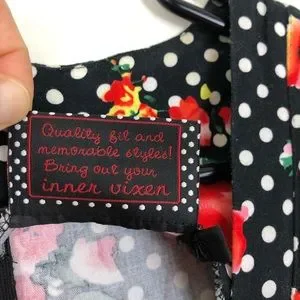 Quality fit and
memorable styles!
Bring out your
inner vixen